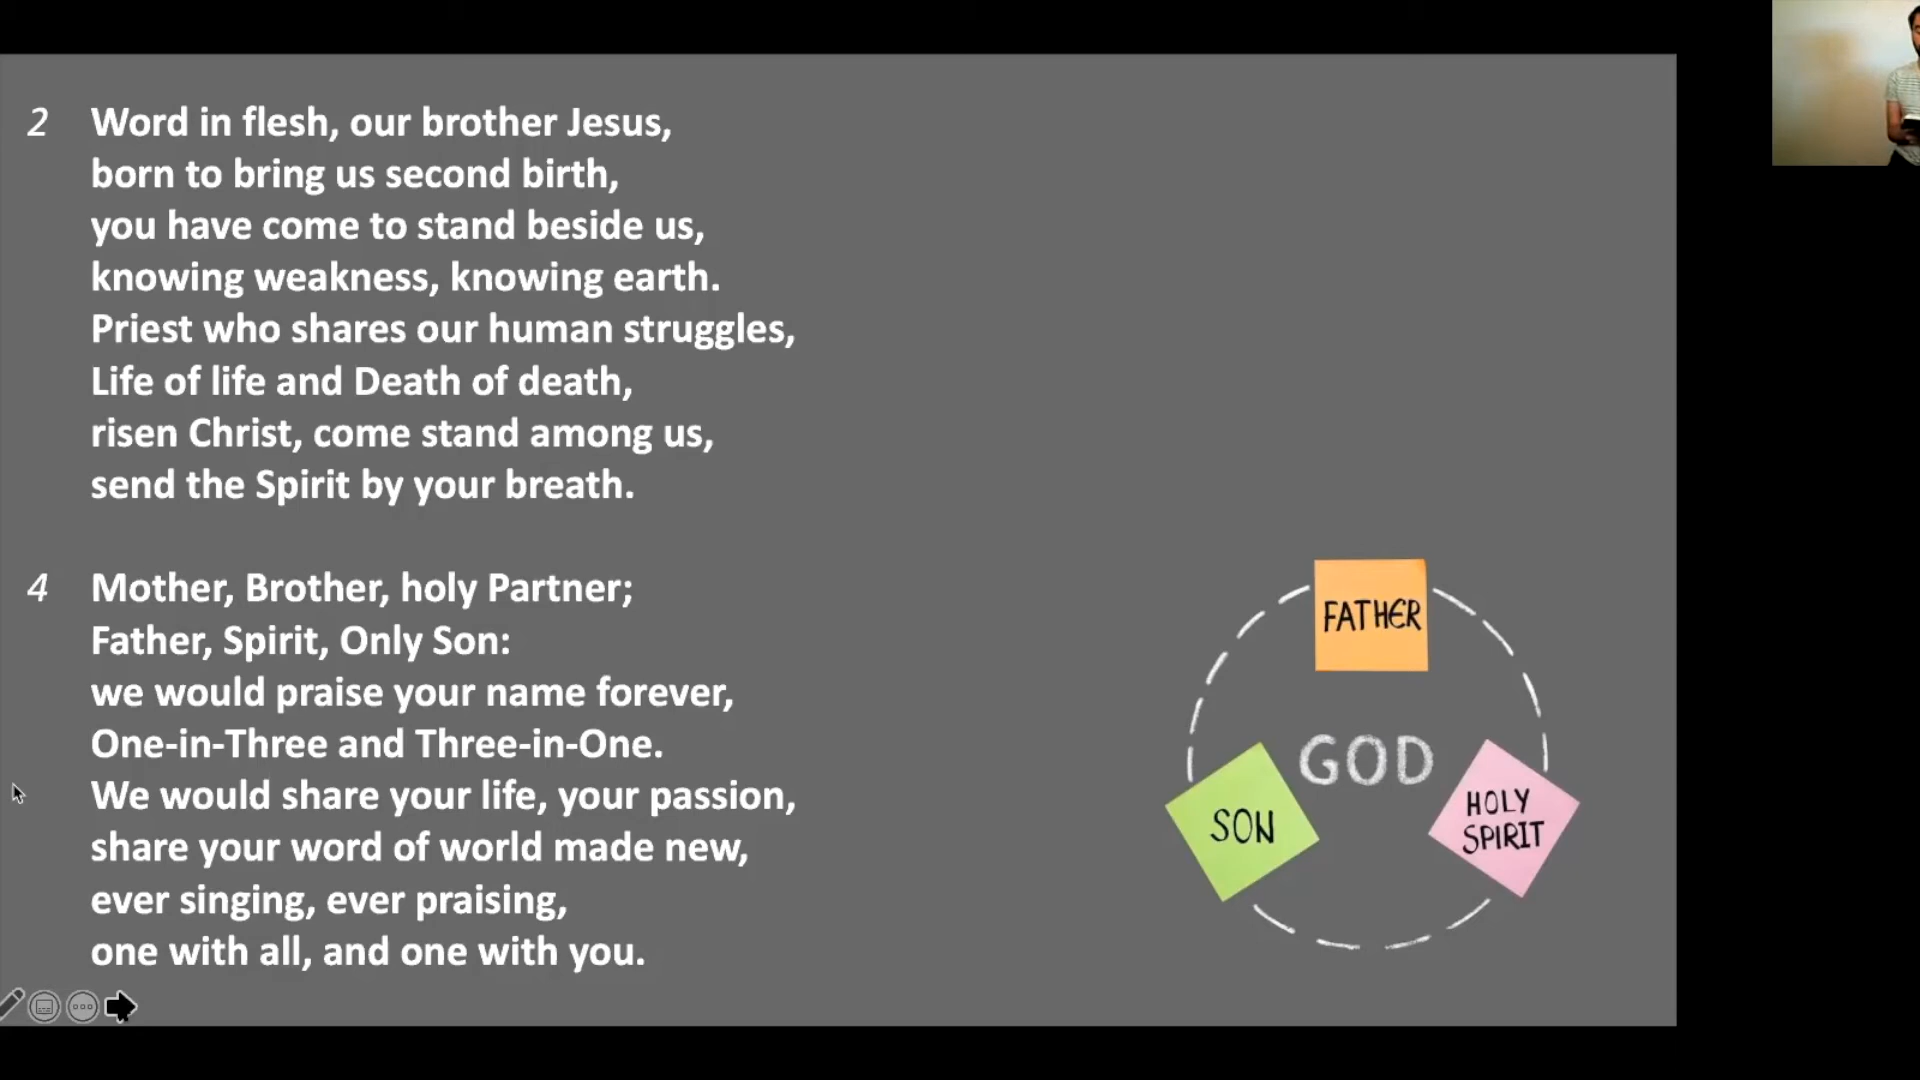 2 Word in flesh, our brother Jesus,
born to bring us second birth,
you have come to stand beside us,
knowing weakness, knowing earth.
Priest who shares our human struggles,
Life of life and Death of death,
risen Christ, come stand among us,
send the Spirit by your breath.
4 Mother, Brother, holy Partner;
Father, Spirit, Only Son:
we would praise your name forever,
One-in-Three and Three-in-One.
We would share your life, your passion,
share your word of world made new,
ever singing, ever praising,
one with all, and one with you.
FATHER
GOD
SON
HOLY
SPIRIT